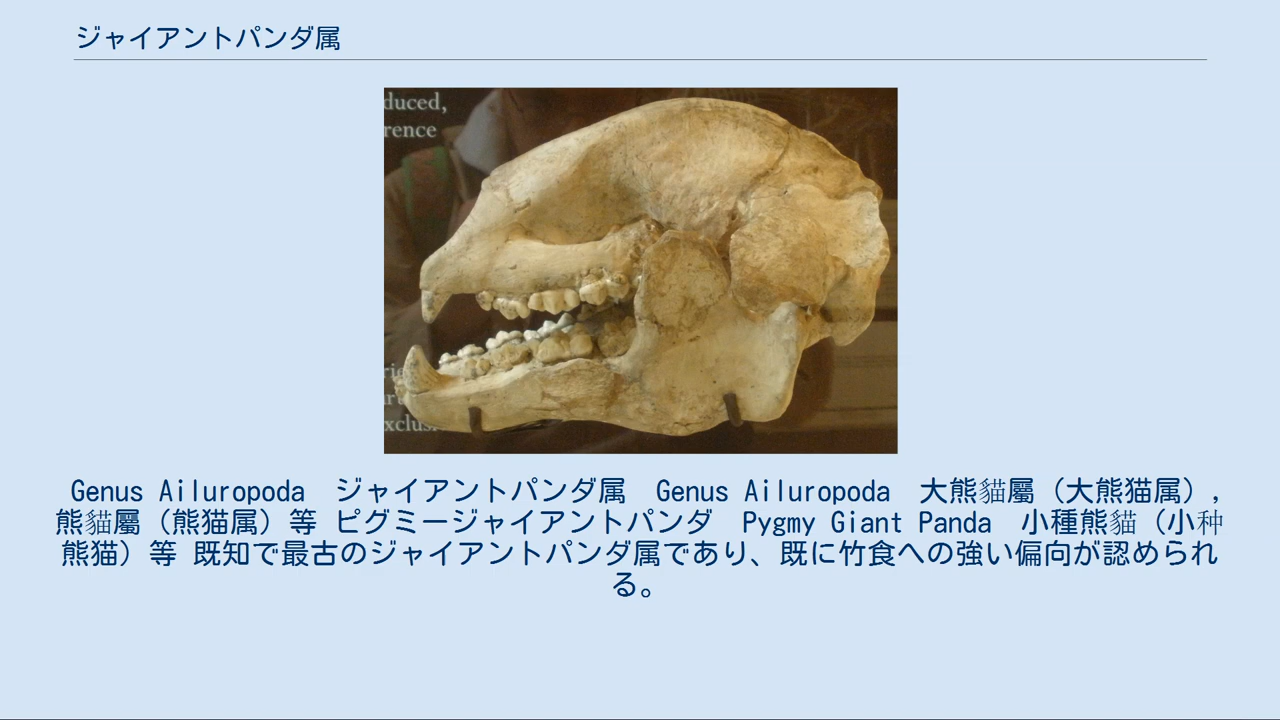 ジャイアントパンダ属
duced,
rence
Genus Ailuropoda　ジャイアントパンダ属　Genus Ailuropoda　大熊貓屬（大熊猫属）,
熊貓屬（熊猫属）等 ピグミージャイアントパンダ　Pygmy Giant Panda　小種熊貓（小种
熊猫）等 既知で最古のジャイアントパンダ属であり、既に竹食への強い偏向が認められ
る。